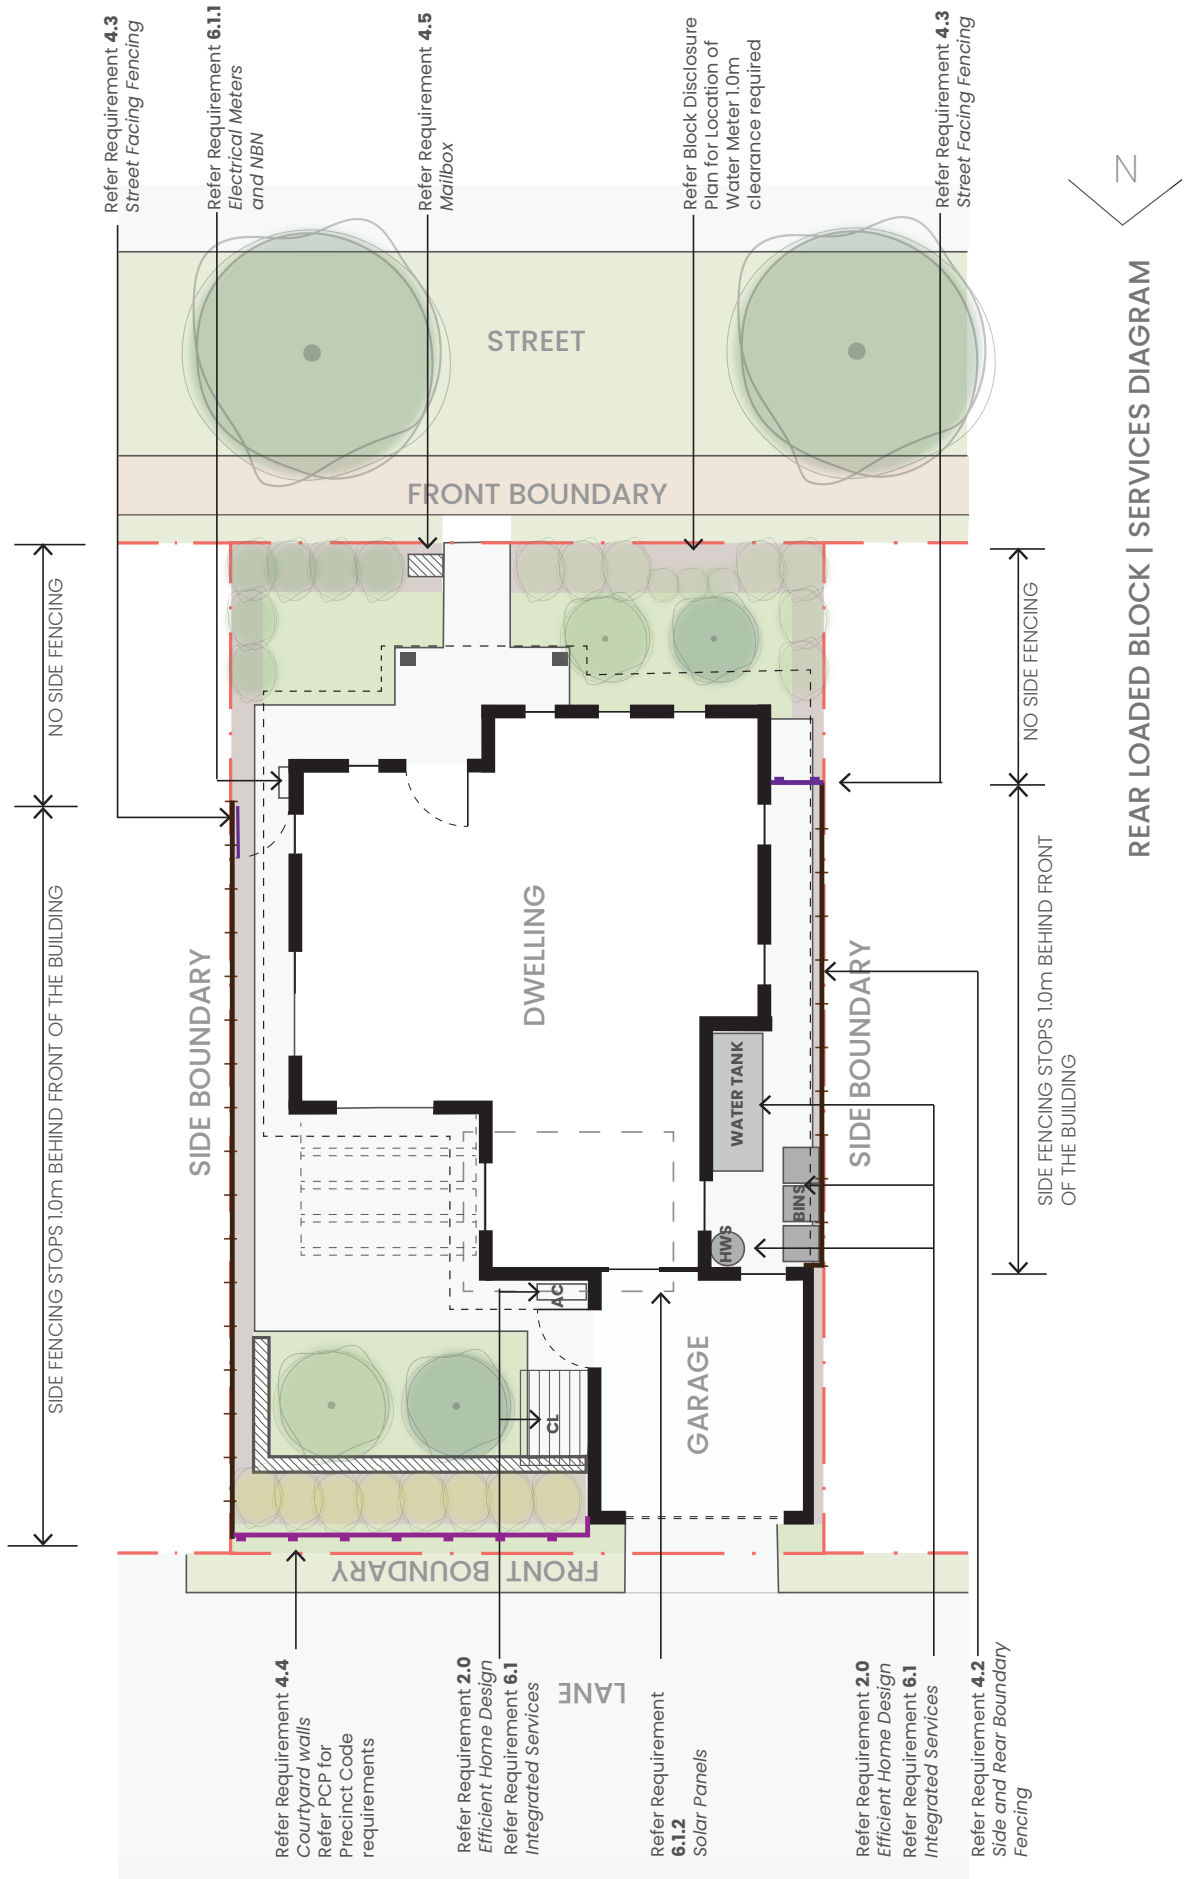 Refer Requirement 4.3
Street Facing Fencing
Refer Requirement 6.1.1
Electrical Meters
and NBN
Refer Requirement 4.5
Mailbox
Refer Block Disclosure
Plan for Location of
Water Meter 1.0m
clearance required
Refer Requirement 4.3
Street Facing Fencing
N
REAR LOADED BLOCK | SERVICES DIAGRAM
STREET
FRONT BOUNDARY
NO SIDE FENCING
NO SIDE FENCING
SIDE FENCING STOPS 1.0m BEHIND FRONT OF THE BUILDING
SIDE BOUNDARY
DWELLING
SIDE BOUNDARY
SIDE FENCING STOPS 1.0m BEHIND FRONT
OF THE BUILDING
WATER TANK
BINS
HWS
AC
CL
GARAGE
FRONT BOUNDARY
LANE
Refer Requirement 4.4
Courtyard walls
Refer PCP for
Precinct Code
requirements
Refer Requirement 2.0
Efficient Home Design
Refer Requirement 6.1
Integrated Services
Refer Requirement
6.1.2
Solar Panels
Refer Requirement 2.0
Efficient Home Design
Refer Requirement 6.1
Integrated Services
Refer Requirement 4.2
Side and Rear Boundary
Fencing